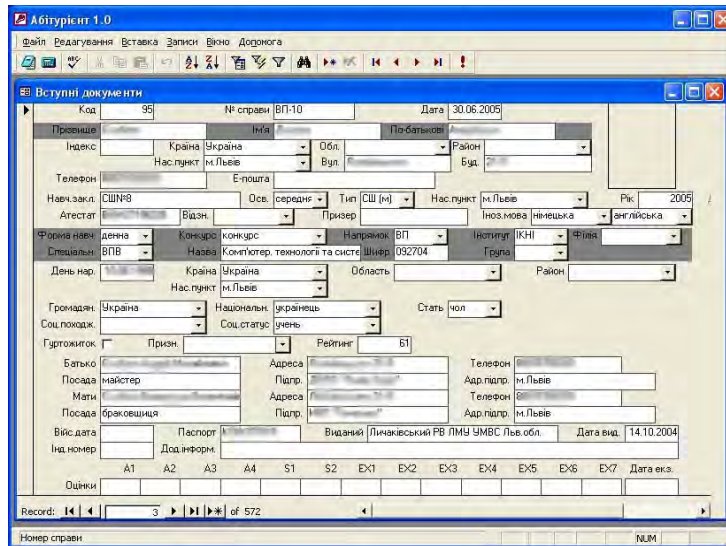 Абітурієнт 1.0
Файл Редагування Вставка Записи Вікно Допомога
Вступні документи
Код 95 № справи ВП-10 Дата 30.06.2005
Прізвище Ім'я По-батькові
Індекс Країна Україна Обл. Район
Нас.пункт м.Львів Вул. Буд.
Телефон Е-пошта
Навч.закл. СШ№8 Осв. середня Тип СШ (м) Нас.пункт м.Львів Рік 2005
Атестат Відзн. Призер Іноз.мова німецька англійська
Форма навч. денна Конкурс конкурс Напрямок ВП Інститут ІКНІ Філія
Спеціальн. ВПВ Назва Комп'ютер. технології та систе Шифр 092704 Група
День нар. Країна Україна Область Район
Нас.пункт м.Львів
Громадян. Україна Національн. українець Стать чол
Соц.походж. Соц.статус учень
Гуртожиток Призн. Рейтинг 61
Батько Адреса Телефон
Посада майстер Підпр. Адр.підпр. м.Львів
Мати Адреса Телефон
Посада браковщиця Підпр. Адр.підпр. м.Львів
Війс.дата Паспорт Виданий Личаківський РВ ЛМУ УМВС Льв.обл. Дата вид. 14.10.2004
Інд.номер Дод.інформ.
A1 A2 A3 A4 S1 S2 EX1 EX2 EX3 EX4 EX5 EX6 EX7 Дата екз.
Оцінки
Record: 3 of 572
Номер справи NUM